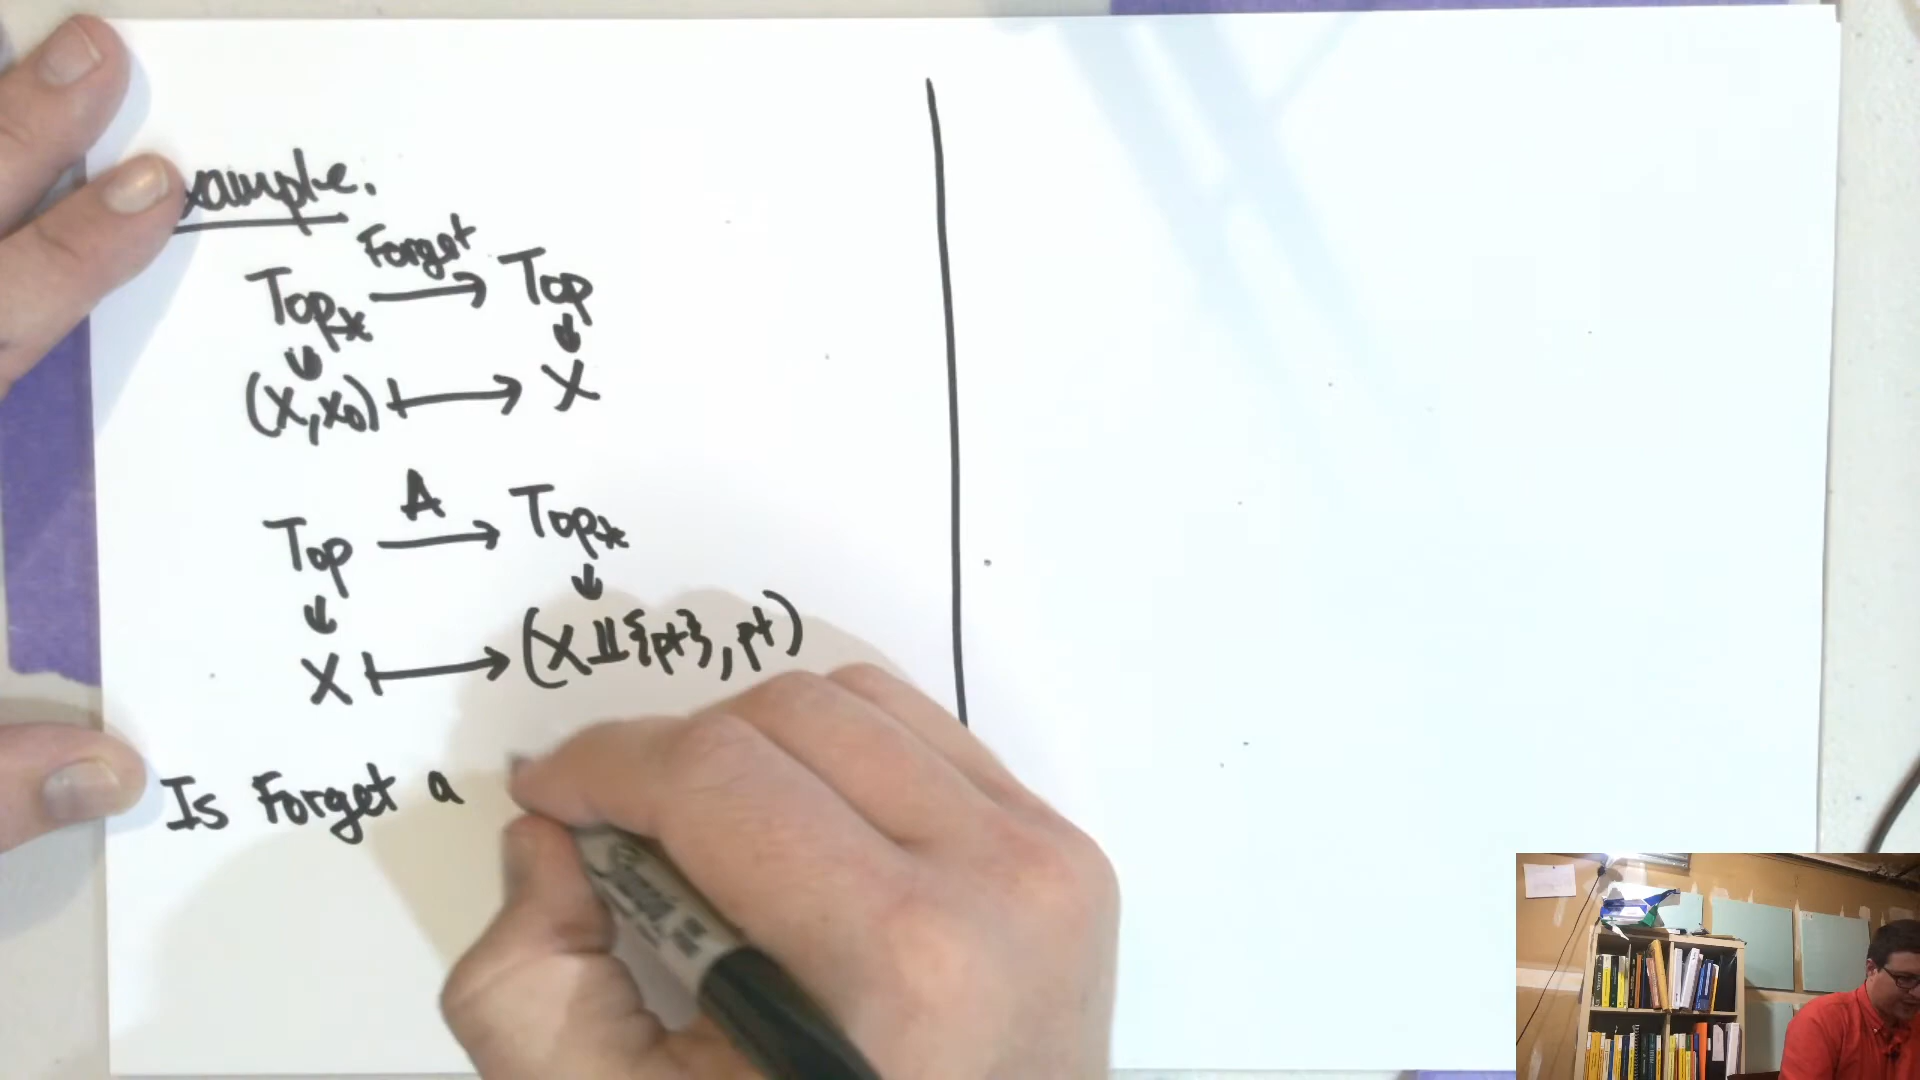 xample.
Forget
Top* → Top
↓ ↓
(X, x₀) ↦ X
A
Top → Top*
↓ ↓
X ↦ (X ⨿ {pt}, pt)
Is Forget a